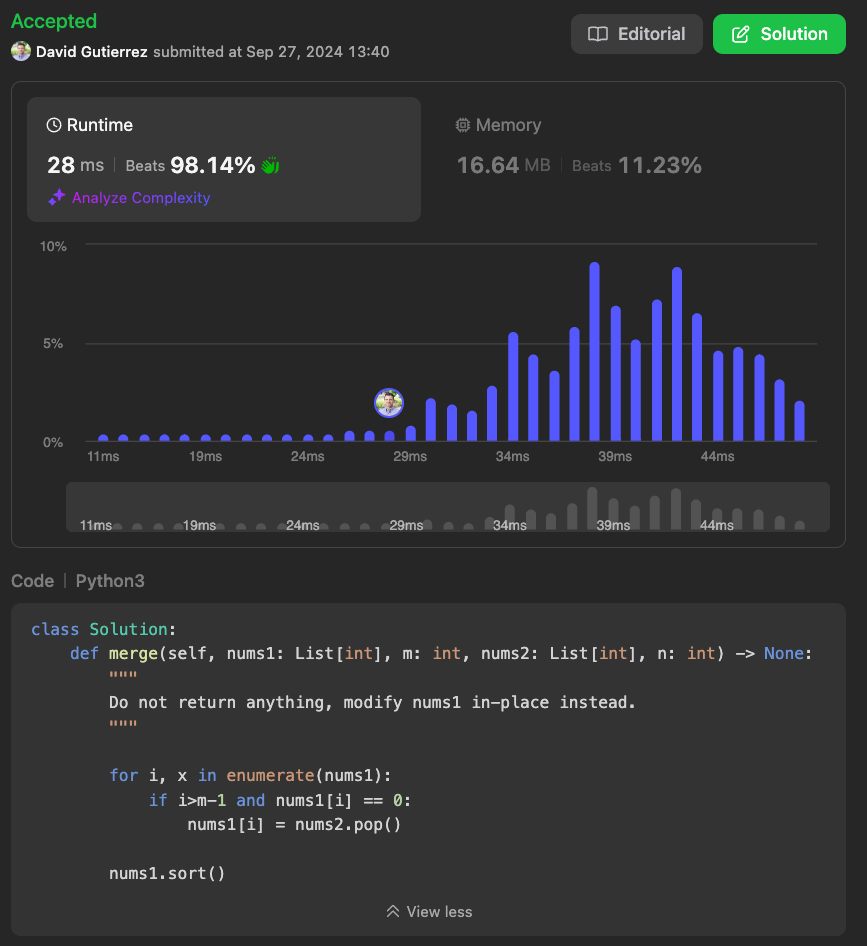 Accepted
David Gutierrez submitted at Sep 27, 2024 13:40
Editorial
Solution
Runtime
28 ms | Beats 98.14%
Analyze Complexity
Memory
16.64 MB | Beats 11.23%
10%
5%
0%
11ms 19ms 24ms 29ms 34ms 39ms 44ms
11ms 19ms 24ms 29ms 34ms 39ms 44ms
Code | Python3
class Solution:
    def merge(self, nums1: List[int], m: int, nums2: List[int], n: int) -> None:
        """
        Do not return anything, modify nums1 in-place instead.
        """
        for i, x in enumerate(nums1):
            if i>m-1 and nums1[i] == 0:
                nums1[i] = nums2.pop()
        nums1.sort()
View less